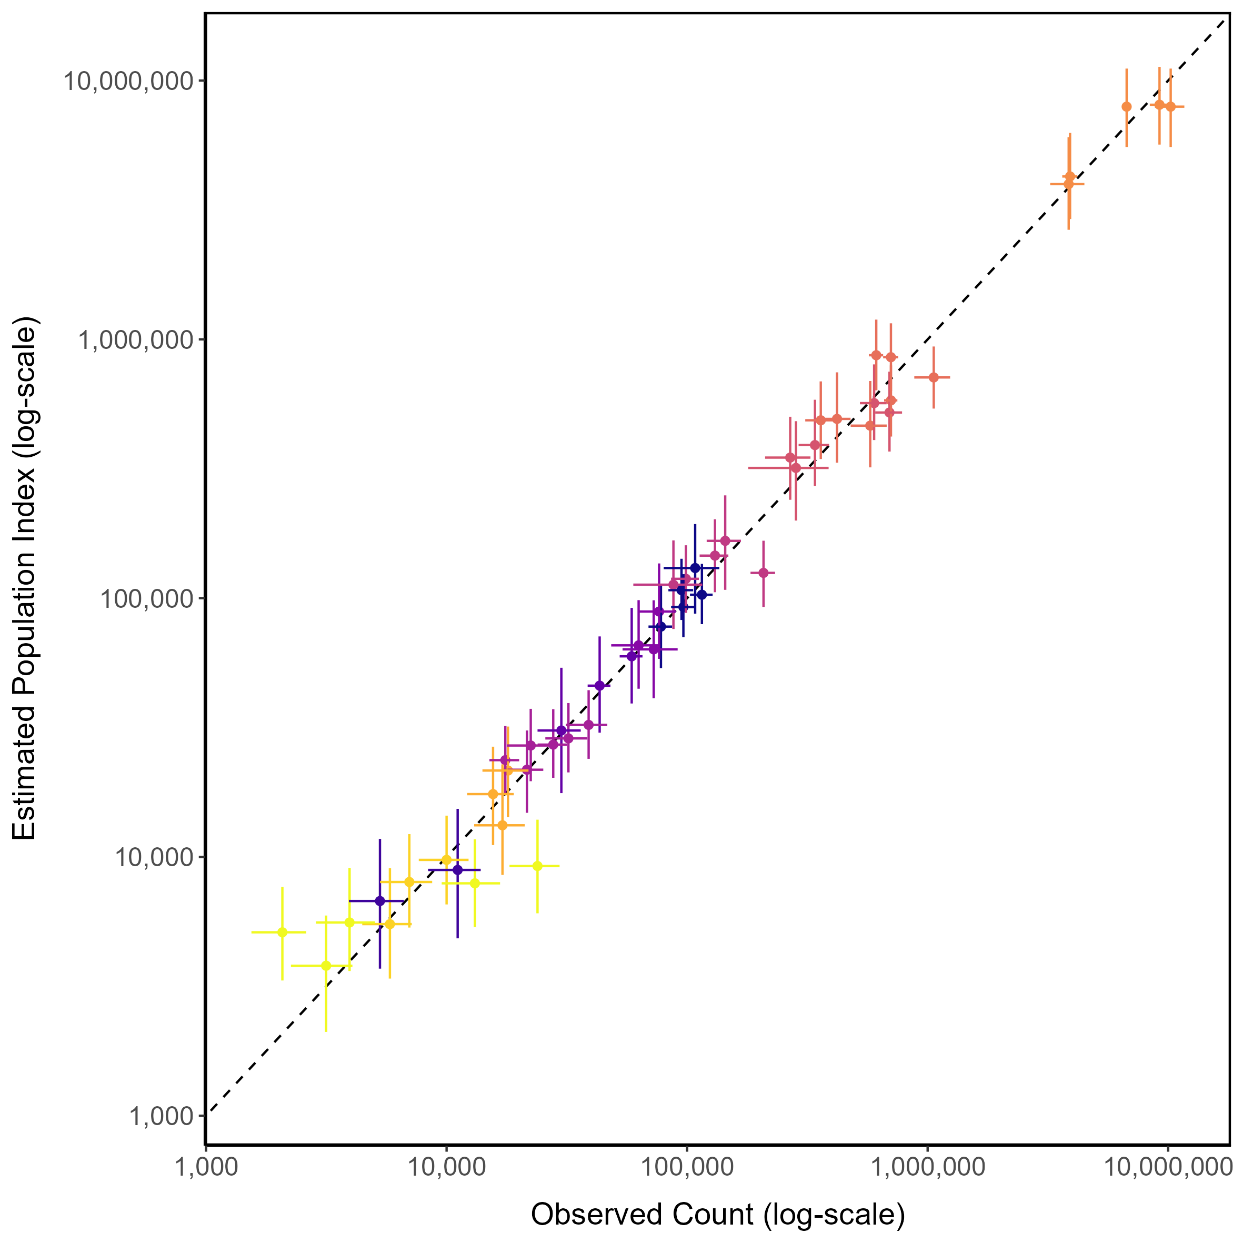 Estimated Population Index (log-scale)
10,000,000
1,000,000
100,000
10,000
1,000
1,000 10,000 100,000 1,000,000 10,000,000
Observed Count (log-scale)